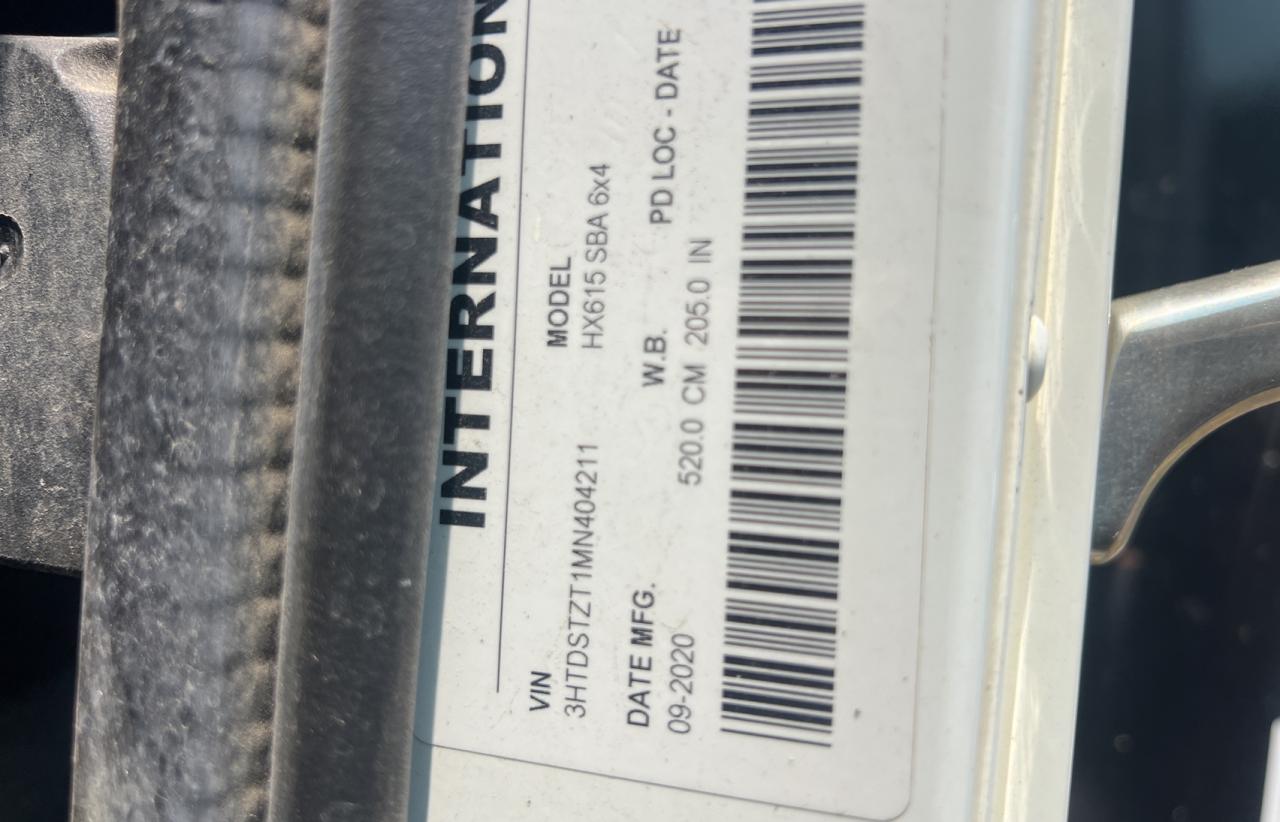 INTERNATION
VIN MODEL
3HTDSTZT1MN404211 HX615 SBA 6x4
DATE MFG. W.B. PD LOC - DATE
09-2020 520.0 CM 205.0 IN